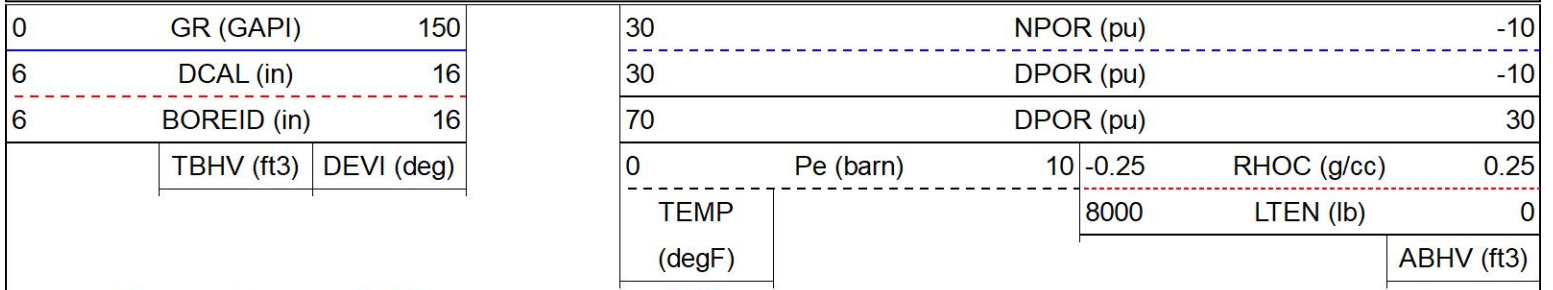 0 GR (GAPI) 150 30 NPOR (pu) -10
6 DCAL (in) 16 30 DPOR (pu) -10
6 BOREID (in) 16 70 DPOR (pu) 30
TBHV (ft3) DEVI (deg) 0 Pe (barn) 10 -0.25 RHOC (g/cc) 0.25
TEMP 8000 LTEN (lb) 0
(degF) ABHV (ft3)